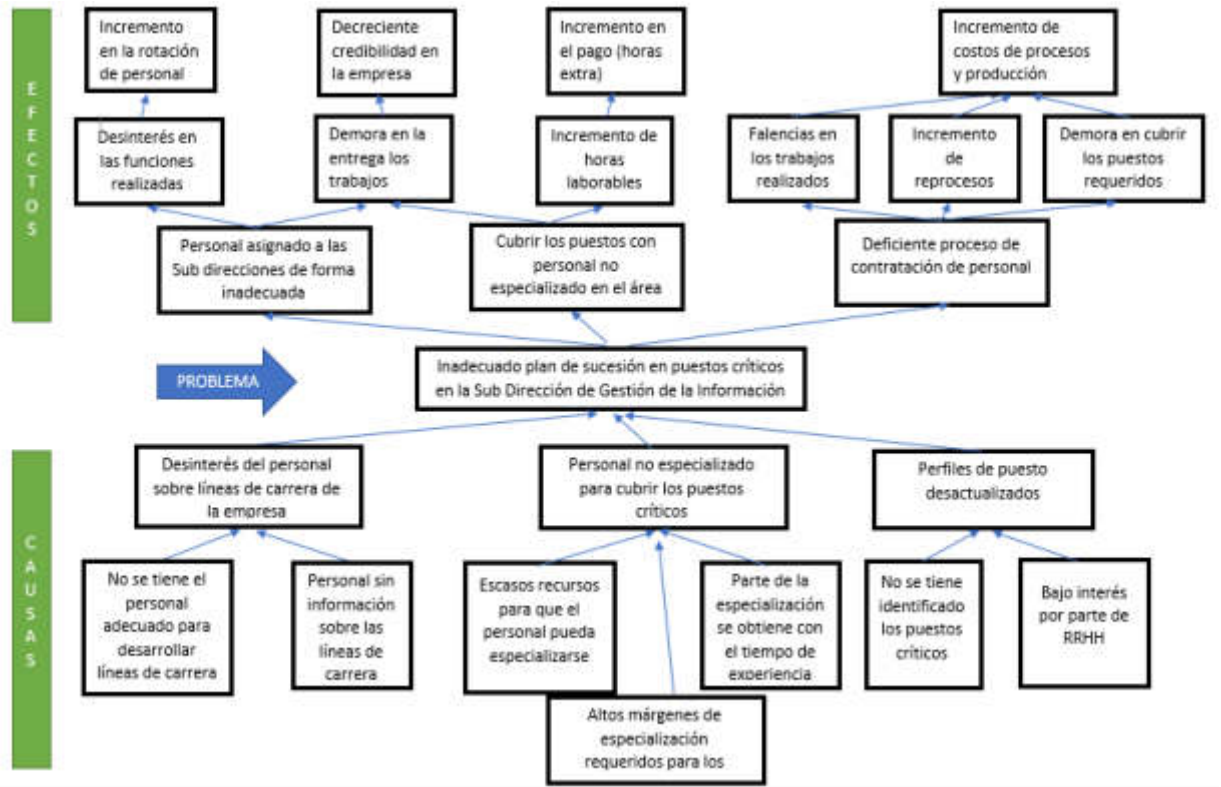 EFECTOS
Incremento
en la rotación
de personal
Decreciente
credibilidad en
la empresa
Incremento en
el pago (horas
extra)
Incremento de
costos de procesos
y producción
Desinterés en
las funciones
realizadas
Demora en la
entrega los
trabajos
Incremento de
horas
laborables
Falencias en
los trabajos
realizados
Incremento
de
reprocesos
Demora en cubrir
los puestos
requeridos
Personal asignado a las
Sub direcciones de forma
inadecuada
Cubrir los puestos con
personal no
especializado en el área
Deficiente proceso de
contratación de personal
PROBLEMA
Inadecuado plan de sucesión en puestos críticos
en la Sub Dirección de Gestión de la Información
CAUSAS
Desinterés del personal
sobre líneas de carrera de
la empresa
Personal no especializado
para cubrir los puestos
críticos
Perfiles de puesto
desactualizados
No se tiene el
personal
adecuado para
desarrollar
líneas de carrera
Personal sin
información
sobre las
líneas de
carrera
Escasos recursos
para que el
personal pueda
especializarse
Parte de la
especialización
se obtiene con
el tiempo de
experiencia
No se tiene
identificado
los puestos
críticos
Bajo interés
por parte de
RRHH
Altos márgenes de
especialización
requeridos para los